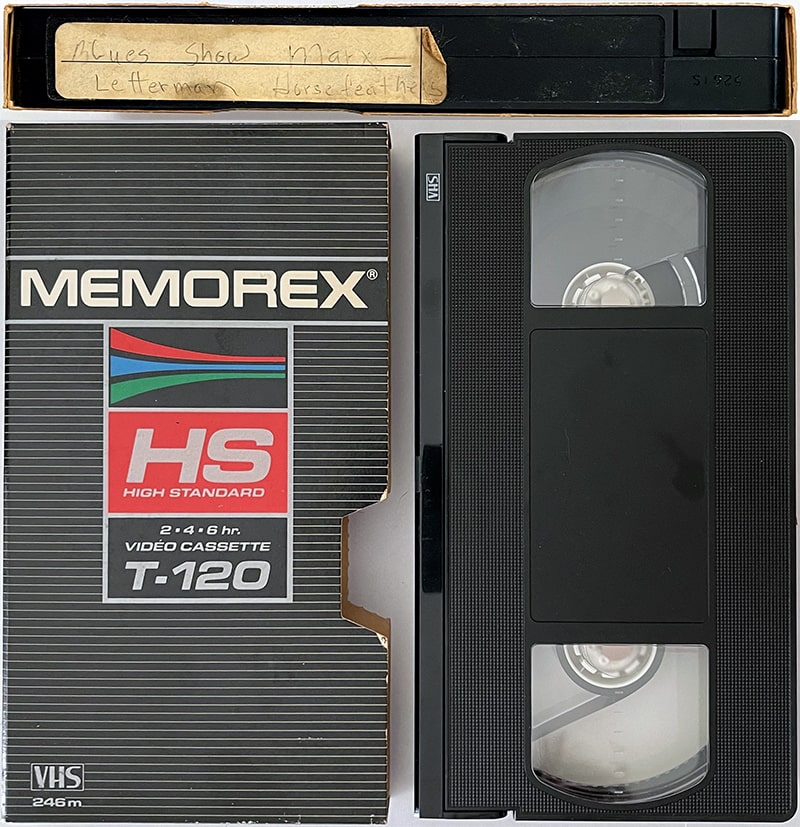 Blues Show Marx—
Letterman Horsefeathers
S2615
MEMOREX®
HS
HIGH STANDARD
2▪4▪6 hr.
VIDÉO CASSETTE
T-120
VHS
246m
VHS